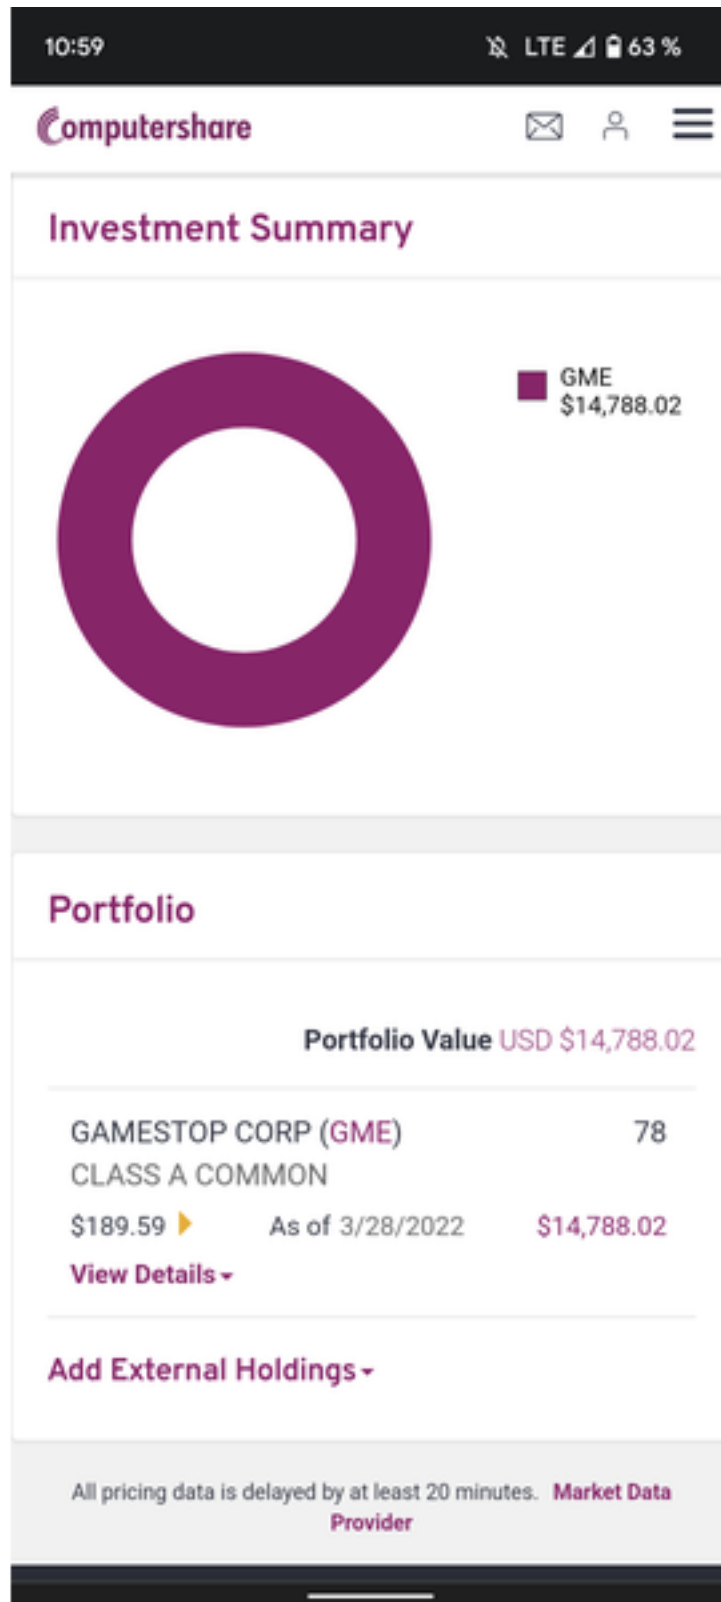 10:59 LTE 63 %
Computershare
Investment Summary
GME
$14,788.02
Portfolio
Portfolio Value USD $14,788.02
GAMESTOP CORP (GME) 78
CLASS A COMMON
$189.59 As of 3/28/2022 $14,788.02
View Details
Add External Holdings
All pricing data is delayed by at least 20 minutes. Market Data
Provider